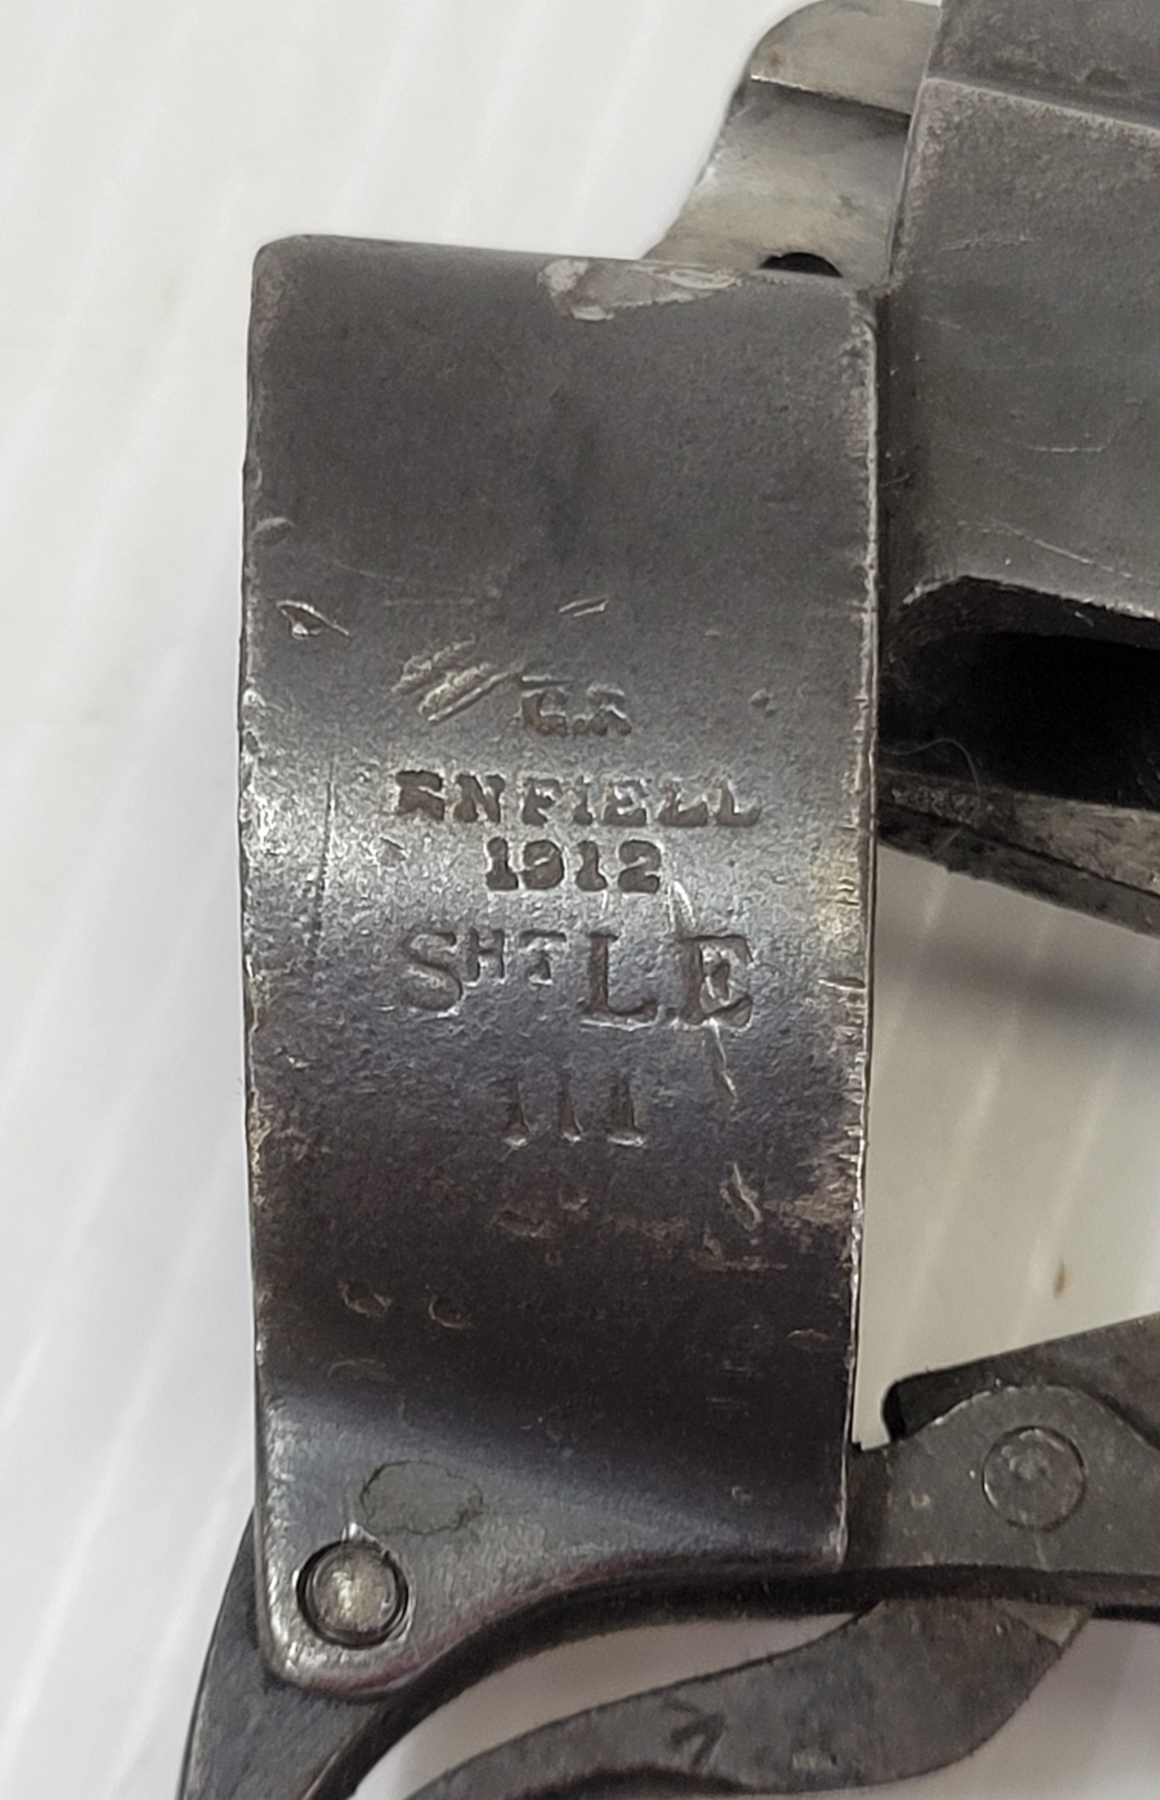 G.R
ENFIELD
1912
SHT LE
III